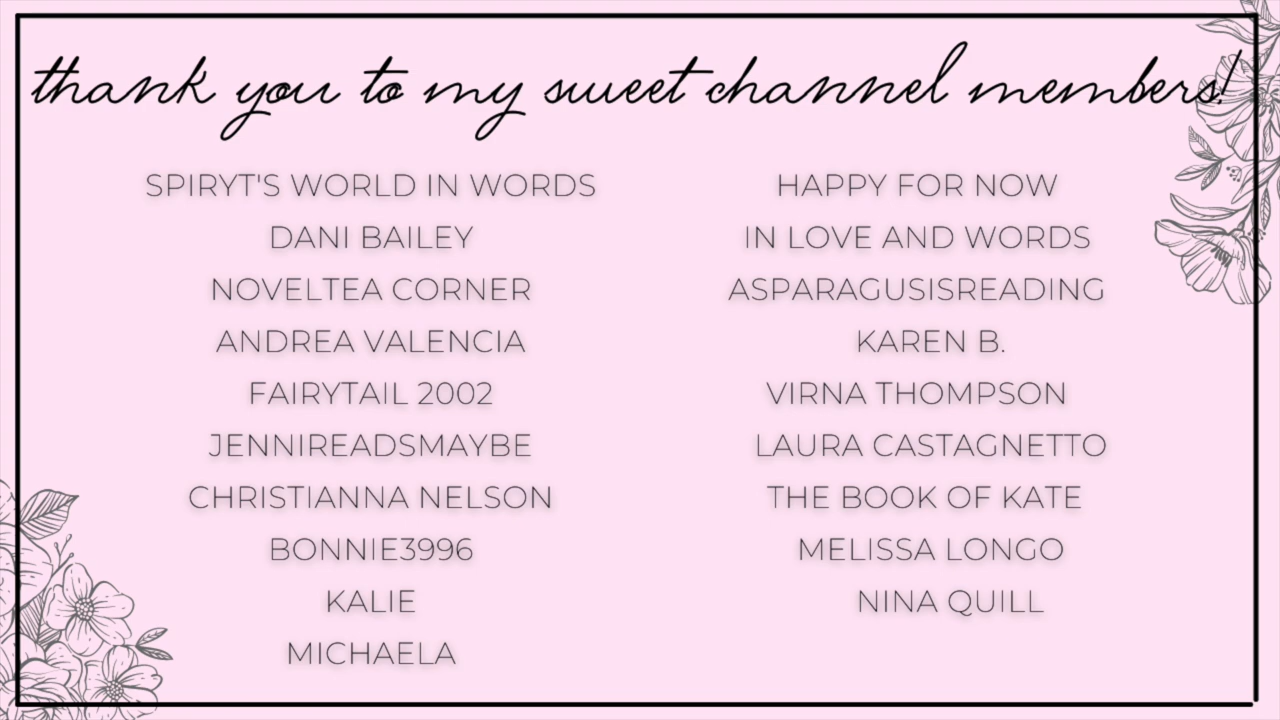 thank you to my sweet channel members!
SPIRYT'S WORLD IN WORDS
DANI BAILEY
NOVELTEA CORNER
ANDREA VALENCIA
FAIRYTAIL 2002
JENNIREADSMAYBE
CHRISTIANNA NELSON
BONNIE3996
KALIE
MICHAELA
HAPPY FOR NOW
IN LOVE AND WORDS
ASPARAGUSISREADING
KAREN B.
VIRNA THOMPSON
LAURA CASTAGNETTO
THE BOOK OF KATE
MELISSA LONGO
NINA QUILL